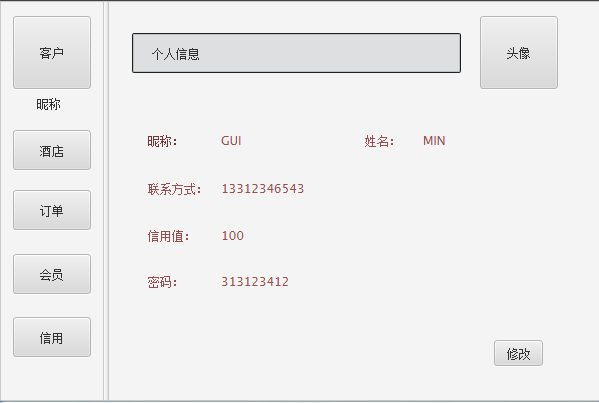 客户
昵称
酒店
订单
会员
信用
个人信息
头像
昵称： GUI 姓名： MIN
联系方式： 13312346543
信用值： 100
密码： 313123412
修改